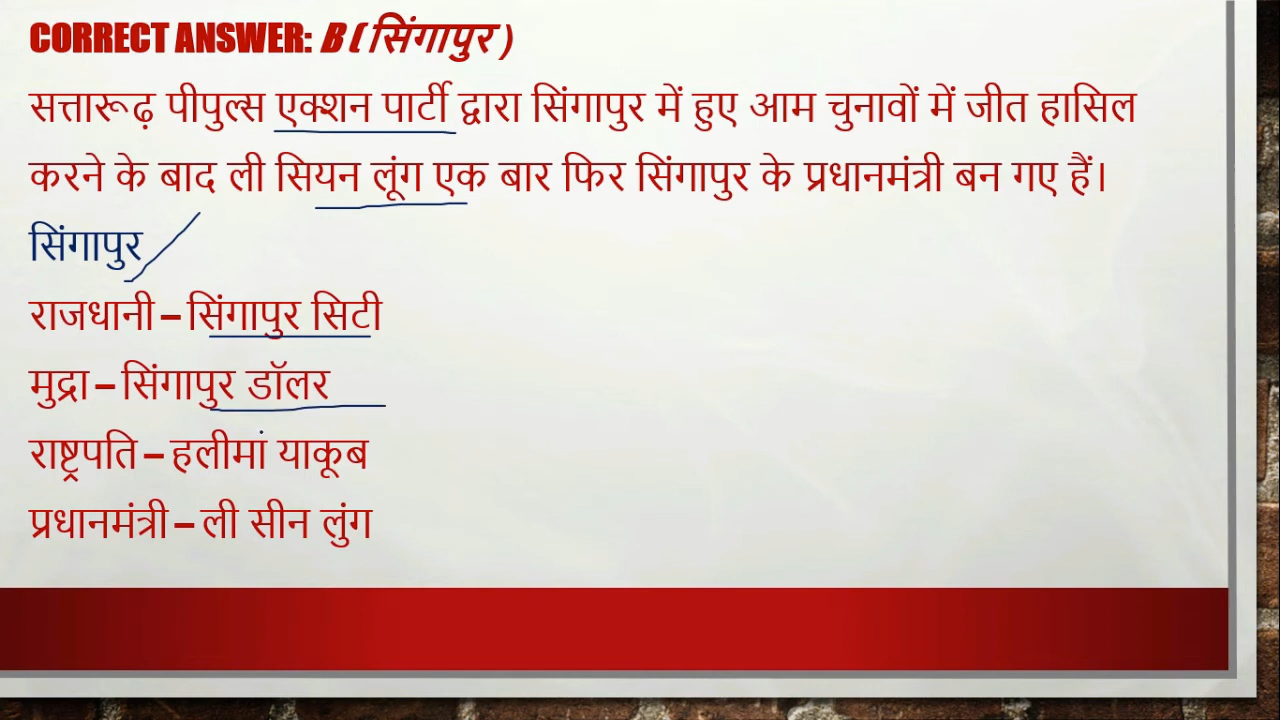 CORRECT ANSWER: B ( सिंगापुर )
सत्तारूढ़ पीपुल्स एक्शन पार्टी द्वारा सिंगापुर में हुए आम चुनावों में जीत हासिल
करने के बाद ली सियन लूंग एक बार फिर सिंगापुर के प्रधानमंत्री बन गए हैं।
सिंगापुर
राजधानी – सिंगापुर सिटी
मुद्रा – सिंगापुर डॉलर
राष्ट्रपति – हलीमा याकूब
प्रधानमंत्री – ली सीन लुंग